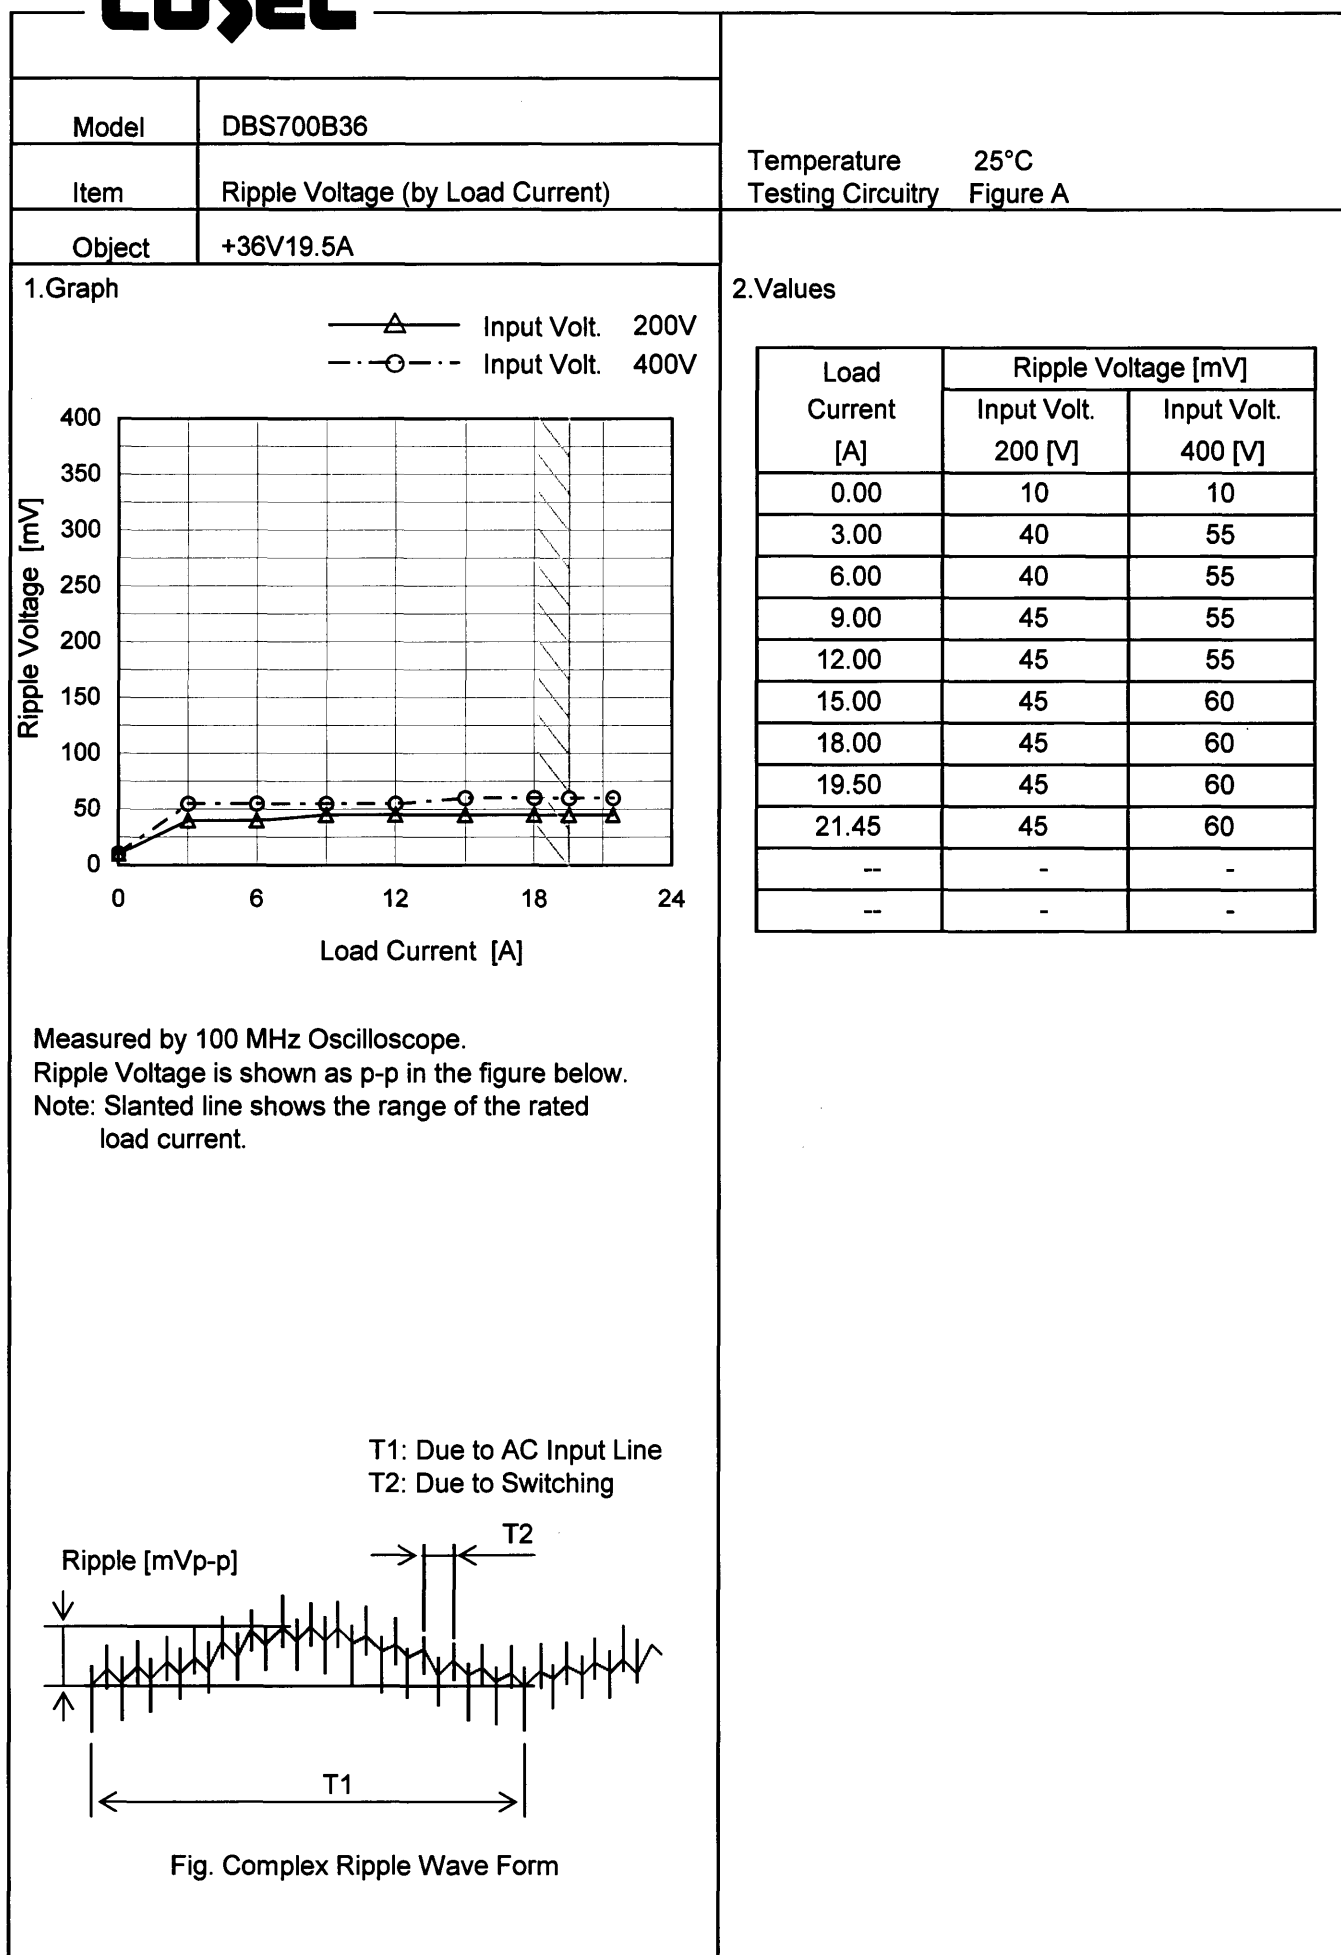 COSEL
Model DBS700B36
Item Ripple Voltage (by Load Current)
Object +36V19.5A
Temperature 25°C
Testing Circuitry Figure A
1.Graph
Input Volt. 200V
Input Volt. 400V
Ripple Voltage [mV]
400
350
300
250
200
150
100
50
0
0 6 12 18 24
Load Current [A]
Measured by 100 MHz Oscilloscope.
Ripple Voltage is shown as p-p in the figure below.
Note: Slanted line shows the range of the rated
load current.
T1: Due to AC Input Line
T2: Due to Switching
T2
Ripple [mVp-p]
T1
Fig. Complex Ripple Wave Form
2.Values
Load Ripple Voltage [mV]
Current Input Volt. Input Volt.
[A] 200 [V] 400 [V]
0.00 10 10
3.00 40 55
6.00 40 55
9.00 45 55
12.00 45 55
15.00 45 60
18.00 45 60
19.50 45 60
21.45 45 60
-- - -
-- - -